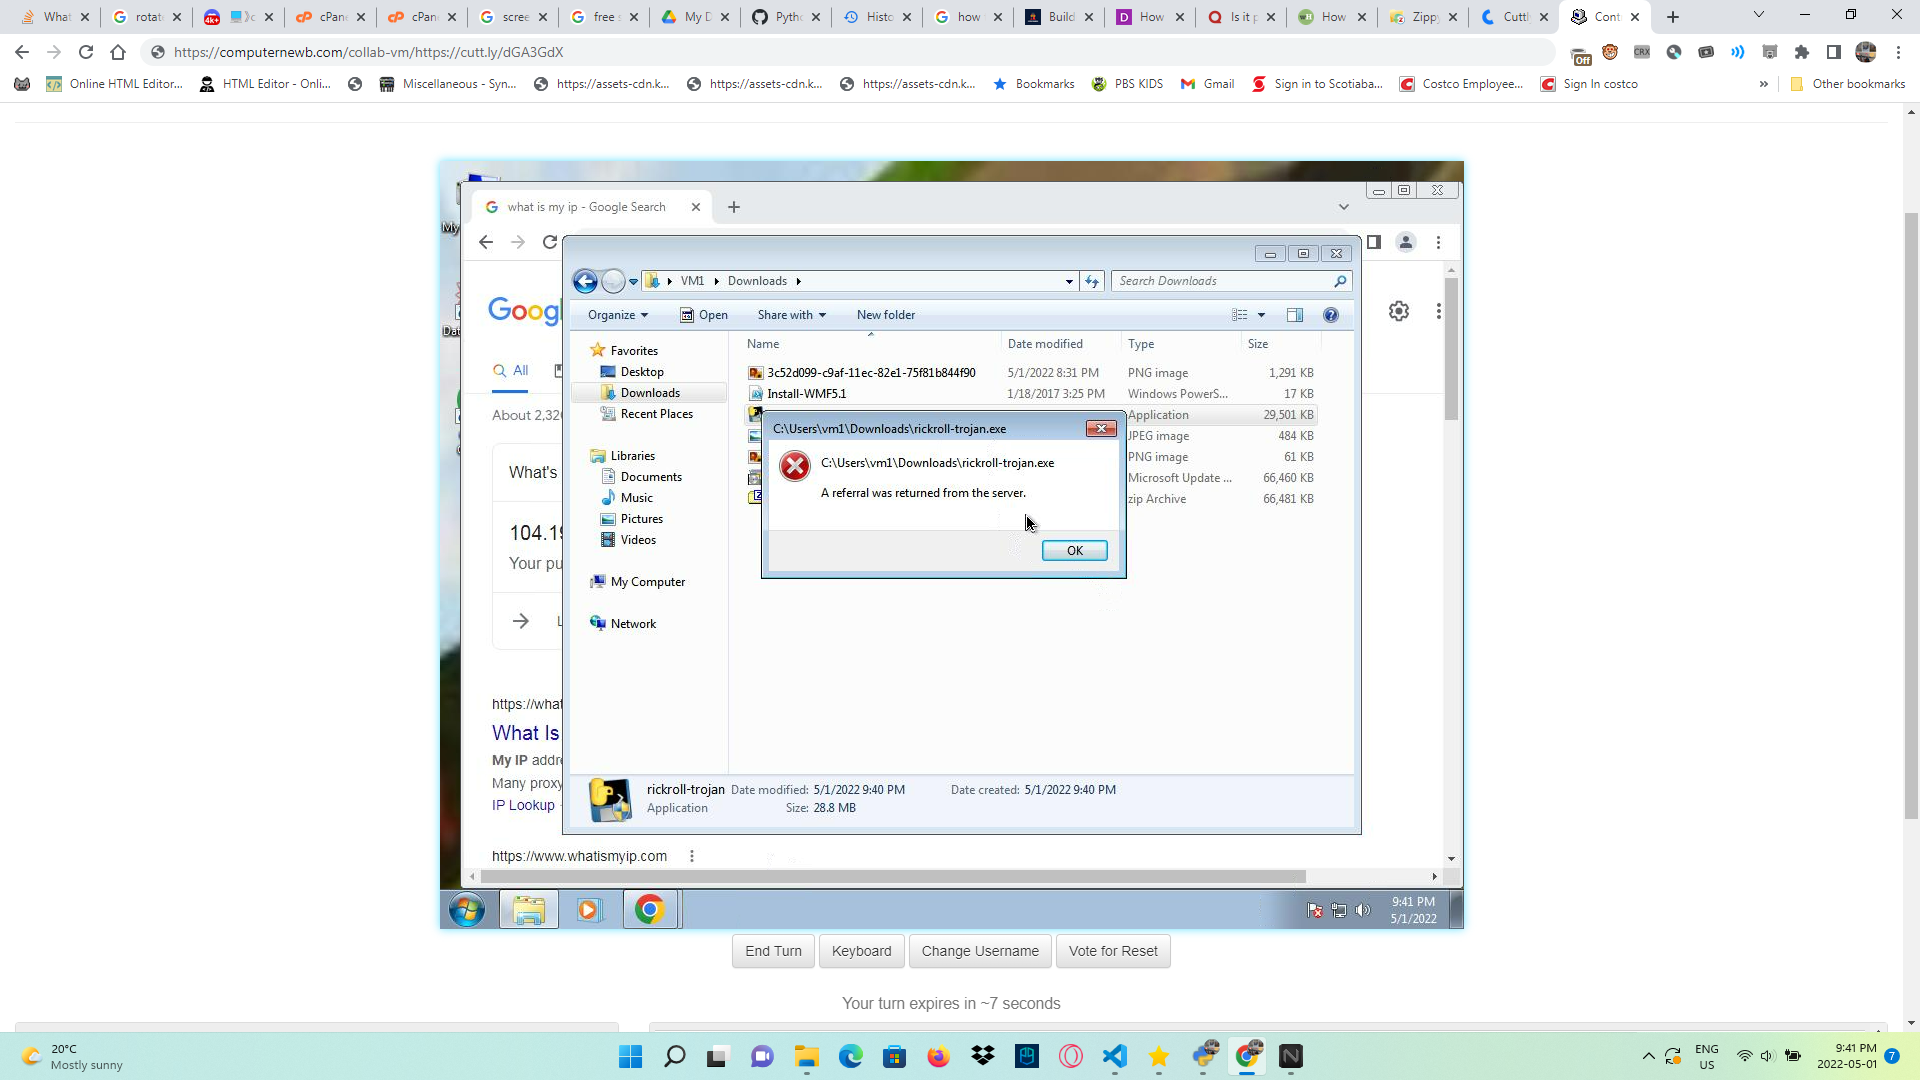 What
rotat
4k+
cPan
cPan
scree
free s
My D
Pyth
Histo
how
Build
How
Is it p
How
Zippy
Cuttl
Cont
https://computernewb.com/collab-vm/https://cutt.ly/dGA3GdX
Off
CRX
Online HTML Editor...
HTML Editor - Onli...
Miscellaneous - Syn...
https://assets-cdn.k...
https://assets-cdn.k...
https://assets-cdn.k...
Bookmarks
PBS KIDS
Gmail
Sign in to Scotiaba...
Costco Employee...
Sign In costco
»
Other bookmarks
what is my ip - Google Search
My
VM1
Downloads
Search Downloads
Goog
Dat
Organize
Open
Share with
New folder
Name
Date modified
Type
Size
Favorites
Desktop
Downloads
Recent Places
Libraries
Documents
Music
Pictures
Videos
My Computer
Network
3c52d099-c9af-11ec-82e1-75f81b844f90 5/1/2022 8:31 PM PNG image 1,291 KB
Install-WMF5.1 1/18/2017 3:25 PM Windows PowerS... 17 KB
Application 29,501 KB
JPEG image 484 KB
PNG image 61 KB
Microsoft Update ... 66,460 KB
zip Archive 66,481 KB
C:\Users\vm1\Downloads\rickroll-trojan.exe
C:\Users\vm1\Downloads\rickroll-trojan.exe
A referral was returned from the server.
OK
All
About 2,32
What's
104.19
Your pu
L
https://what
What Is
My IP addre
Many proxy
IP Lookup
rickroll-trojan Date modified: 5/1/2022 9:40 PM Date created: 5/1/2022 9:40 PM
Application Size: 28.8 MB
https://www.whatismyip.com
9:41 PM
5/1/2022
End Turn
Keyboard
Change Username
Vote for Reset
Your turn expires in ~7 seconds
20°C
Mostly sunny
ENG
US
9:41 PM
2022-05-01
7